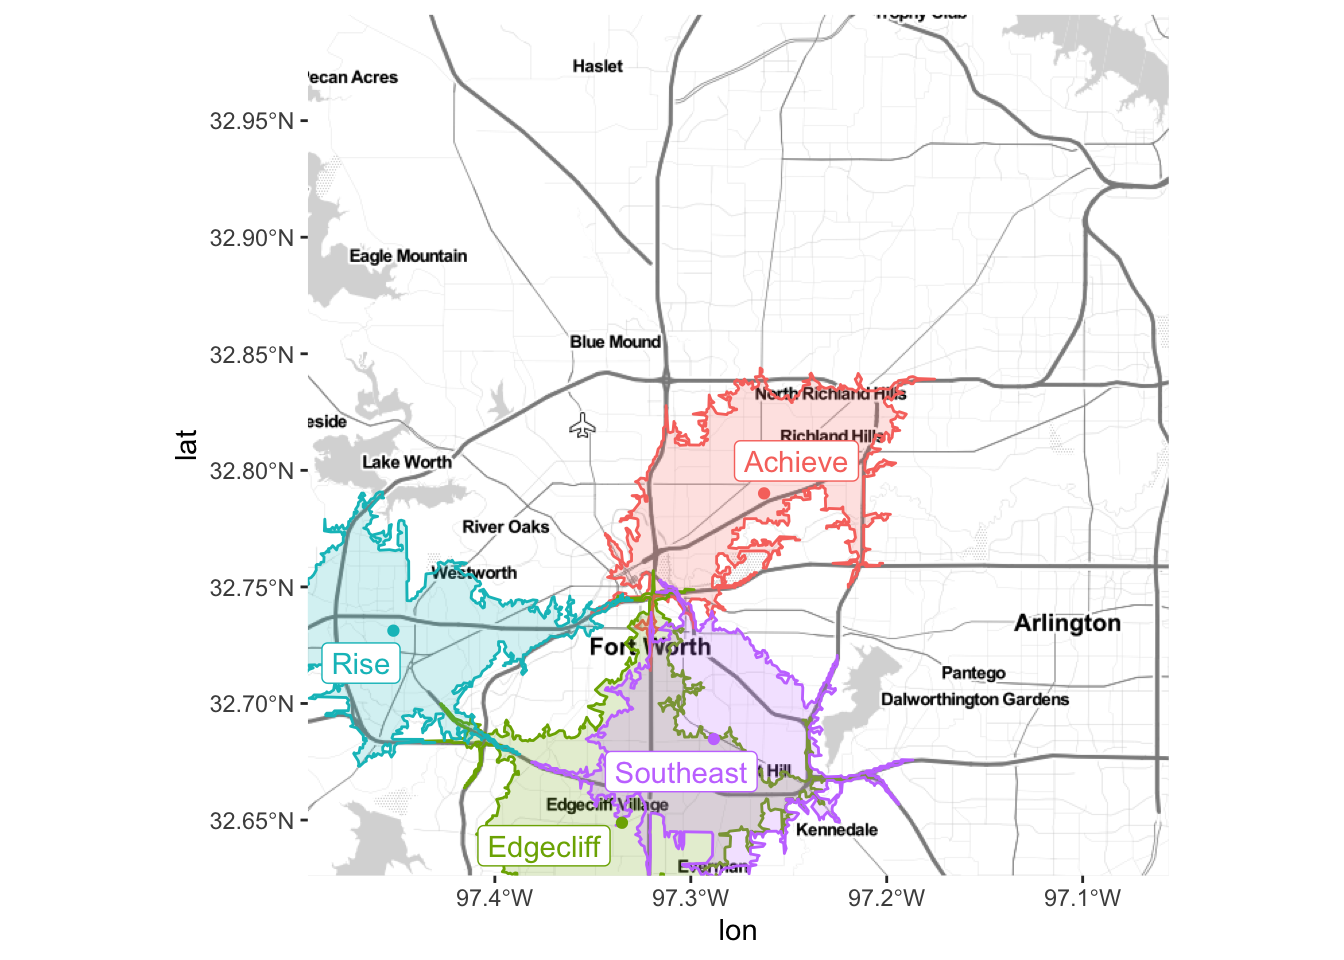 Trophy Club
Haslet
Pecan Acres
32.95°N
32.90°N
Eagle Mountain
Blue Mound
32.85°N
North Richland Hills
eside
Richland Hills
lat
Lake Worth
Achieve
32.80°N
River Oaks
Westworth
32.75°N
Arlington
Fort Worth
Rise
Pantego
32.70°N
Dalworthington Gardens
Southeast
Hill
Edgecliff Village
32.65°N
Kennedale
Edgecliff
Everman
97.4°W
97.3°W
97.2°W
97.1°W
lon